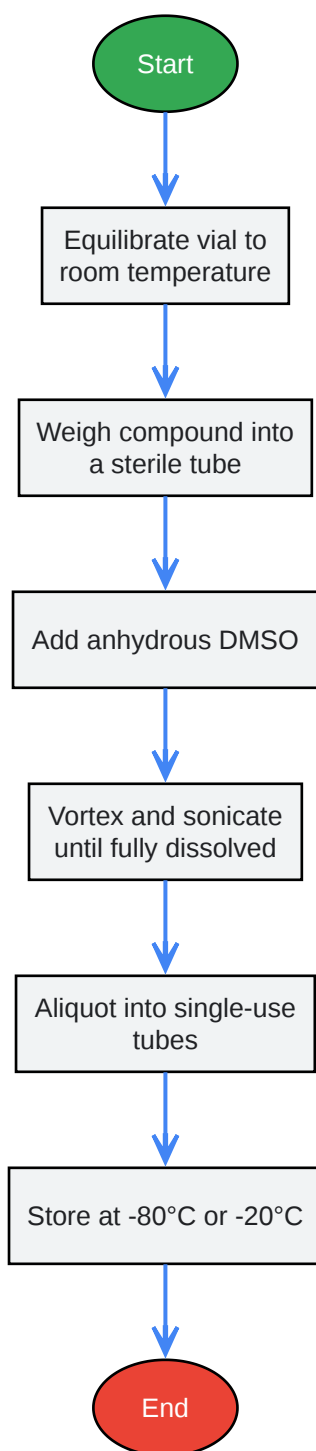 Start
Equilibrate vial to
room temperature
Weigh compound into
a sterile tube
Add anhydrous DMSO
Vortex and sonicate
until fully dissolved
Aliquot into single-use
tubes
Store at -80°C or -20°C
End